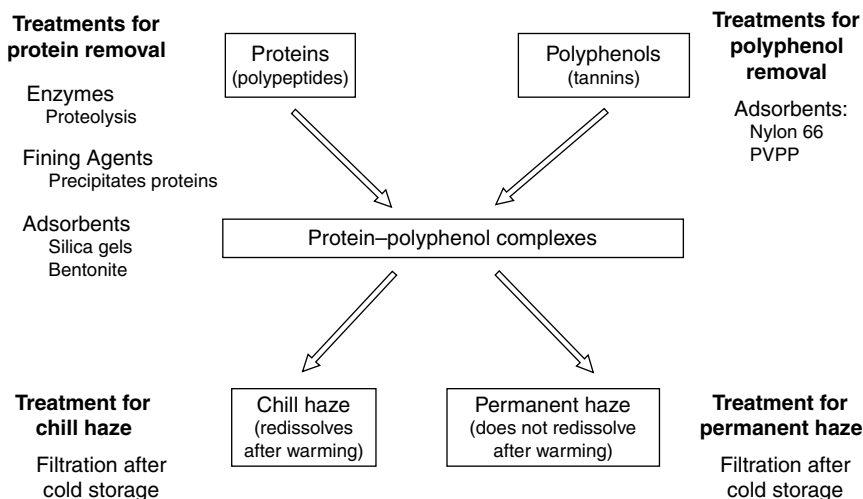 Treatments for
protein removal
Enzymes
Proteolysis
Fining Agents
Precipitates proteins
Adsorbents
Silica gels
Bentonite
Proteins
(polypeptides)
Polyphenols
(tannins)
Treatments for
polyphenol
removal
Adsorbents:
Nylon 66
PVPP
Protein–polyphenol complexes
Treatment for
chill haze
Filtration after
cold storage
Chill haze
(redissolves
after warming)
Permanent haze
(does not redissolve
after warming)
Treatment for
permanent haze
Filtration after
cold storage